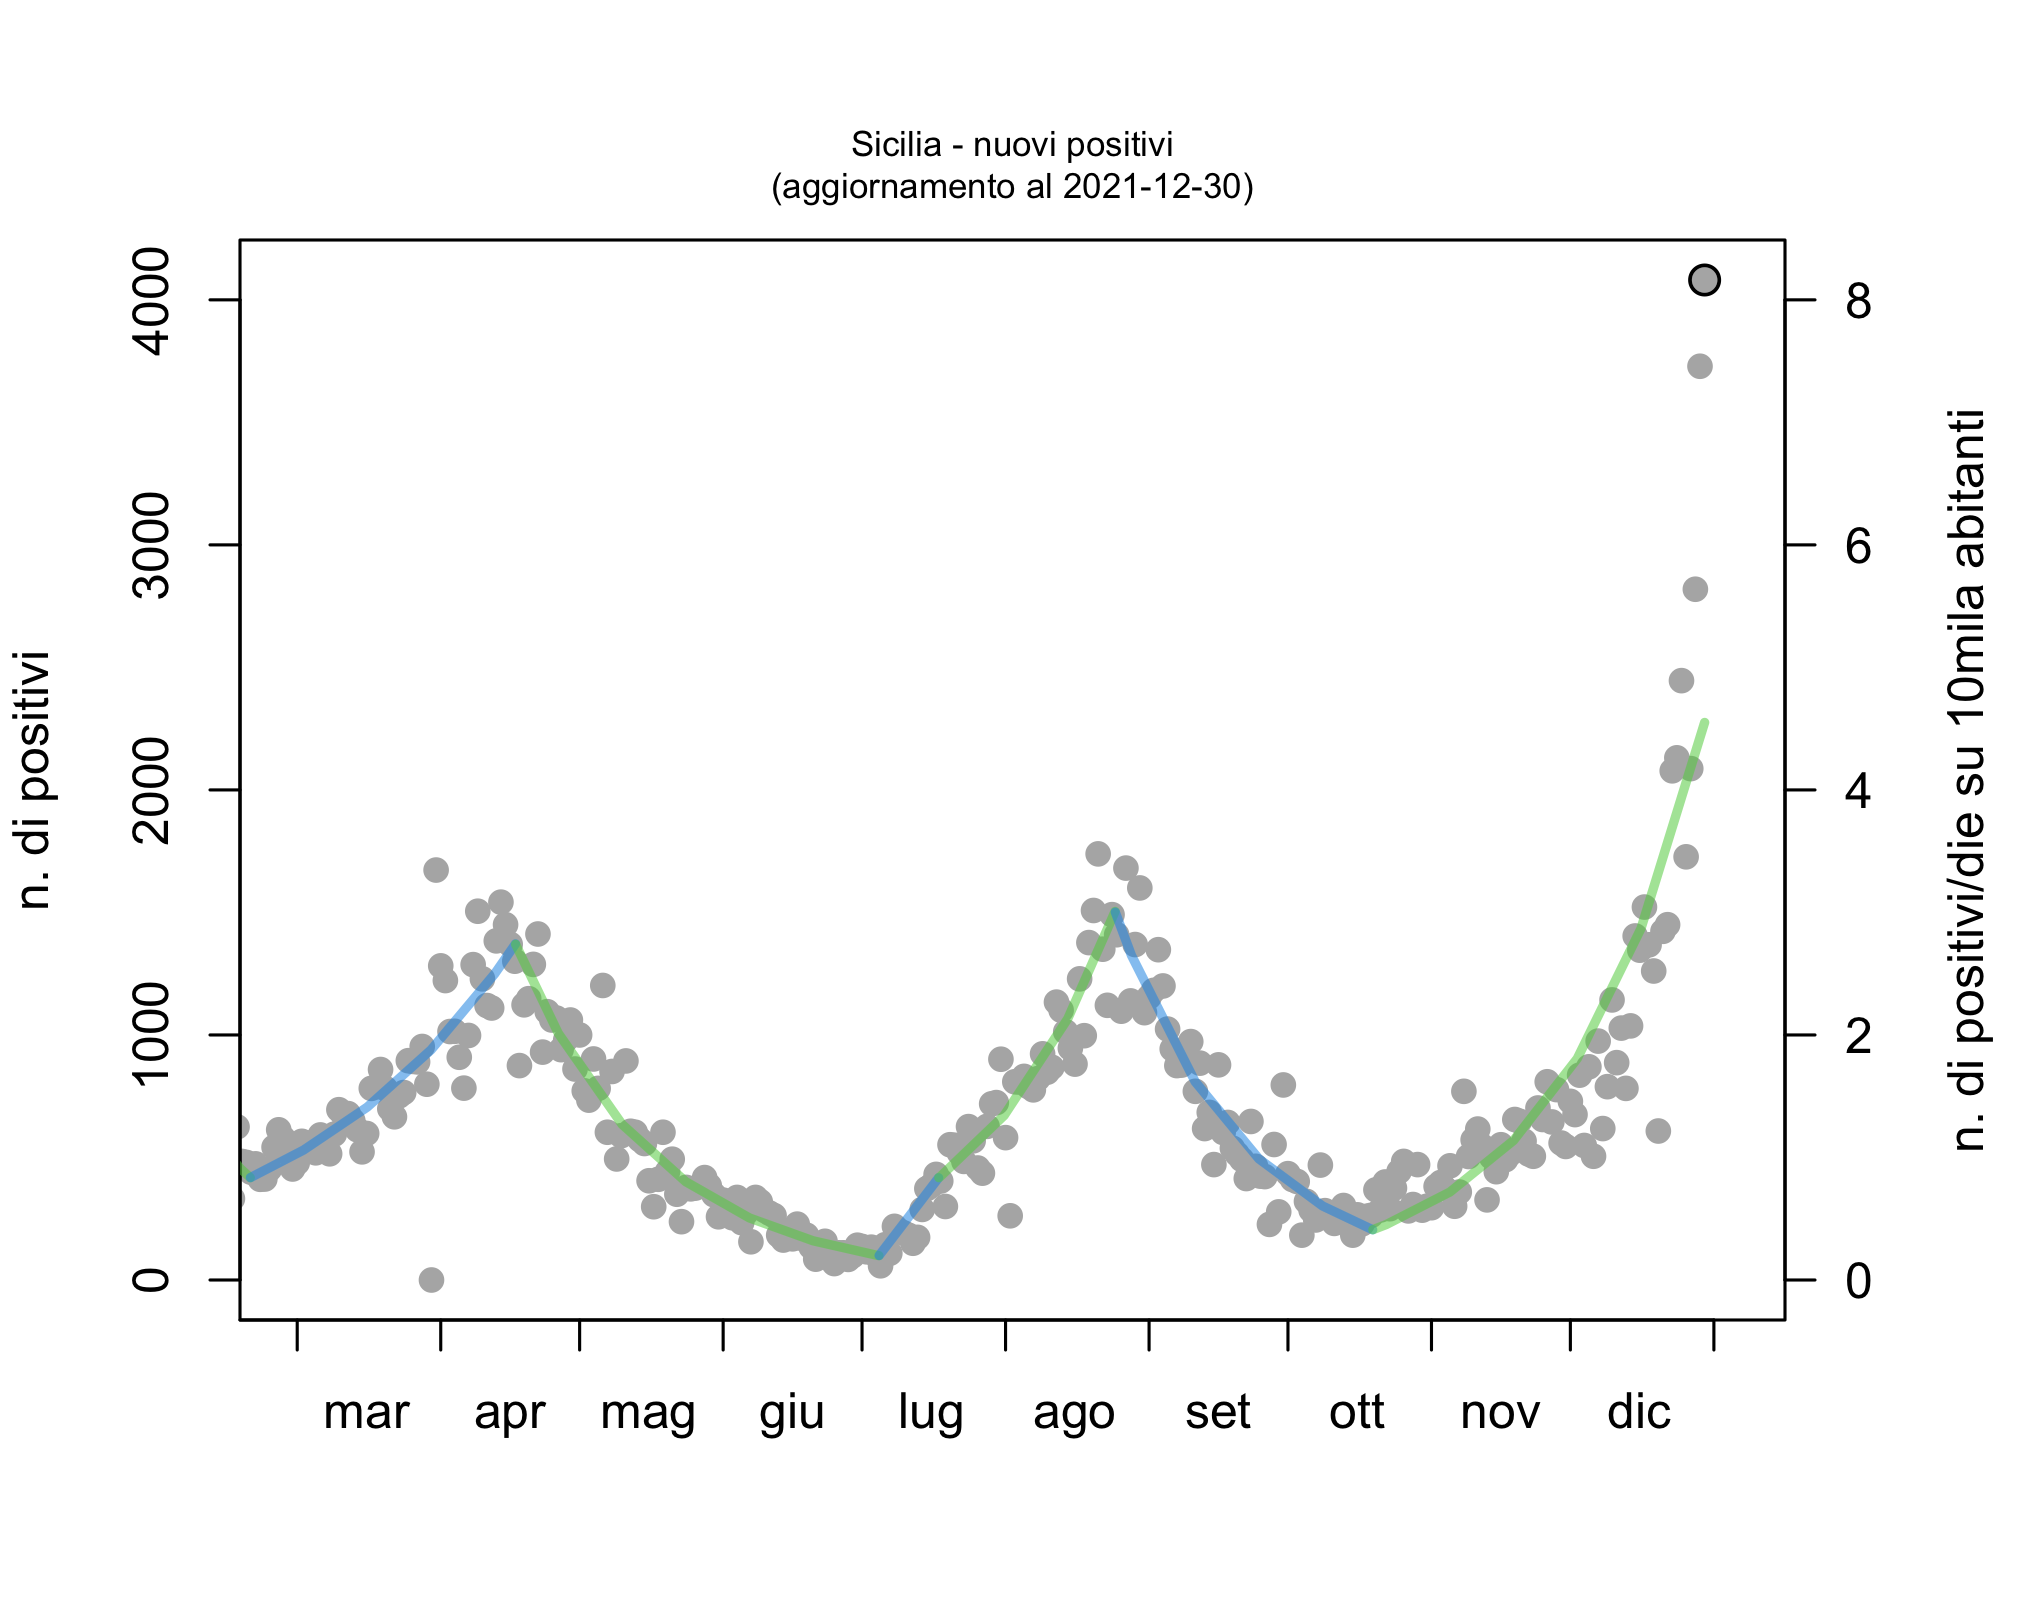 Sicilia - nuovi positivi
(aggiornamento al 2021-12-30)
n. di positivi
4000
3000
2000
1000
0
8
6
4
2
0
n. di positivi/die su 10mila abitanti
mar apr mag giu lug ago set ott nov dic